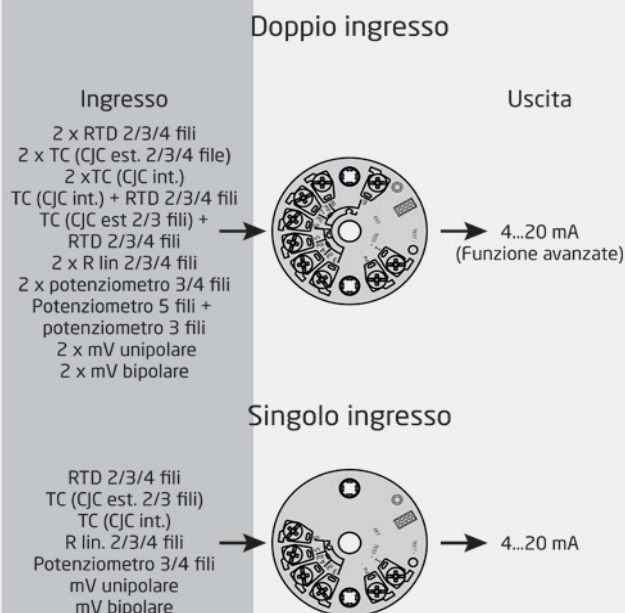 Doppio ingresso
Ingresso
Uscita
2 x RTD 2/3/4 fili
2 x TC (CJC est. 2/3/4 file)
2 xTC (CJC int.)
TC (CJC int.) + RTD 2/3/4 fili
TC (CJC est 2/3 fili) +
RTD 2/3/4 fili
2 x R lin 2/3/4 fili
2 x potenziometro 3/4 fili
Potenziometro 5 fili +
potenziometro 3 fili
2 x mV unipolare
2 x mV bipolare
4...20 mA
(Funzione avanzate)
Singolo ingresso
RTD 2/3/4 fili
TC (CJC est. 2/3 fili)
TC (CJC int.)
R lin. 2/3/4 fili
Potenziometro 3/4 fili
mV unipolare
mV bipolare
4...20 mA